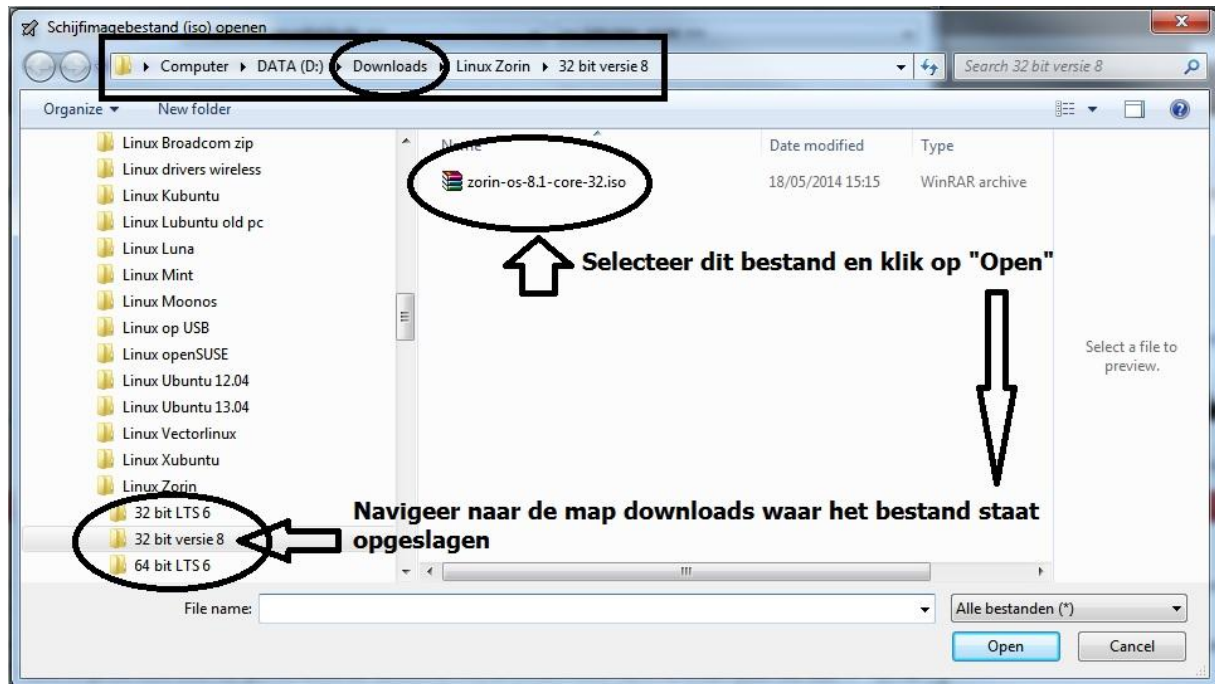 Schijfimagebestand (iso) openen
Computer DATA (D:) Downloads Linux Zorin 32 bit versie 8
Search 32 bit versie 8
Organize New folder
Linux Broadcom zip
Linux drivers wireless
Linux Kubuntu
Linux Lubuntu old pc
Linux Luna
Linux Mint
Linux Moonos
Linux op USB
Linux openSUSE
Linux Ubuntu 12.04
Linux Ubuntu 13.04
Linux Vectorlinux
Linux Xubuntu
Linux Zorin
32 bit LTS 6
32 bit versie 8
64 bit LTS 6
Name Date modified Type
zorin-os-8.1-core-32.iso 18/05/2014 15:15 WinRAR archive
Selecteer dit bestand en klik op "Open"
Select a file to
preview.
Navigeer naar de map downloads waar het bestand staat
opgeslagen
File name: Alle bestanden (*)
Open Cancel